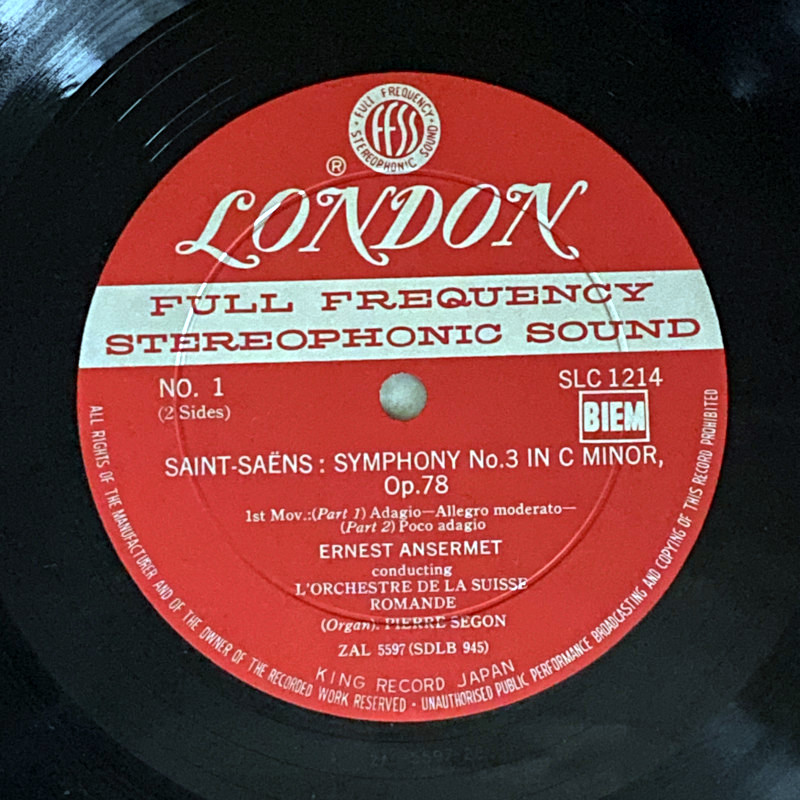 FULL FREQUENCY
FFSS
STEREOPHONIC SOUND
®
LONDON
FULL FREQUENCY
STEREOPHONIC SOUND
NO. 1
SLC 1214
(2 Sides)
BIEM
SAINT-SAËNS : SYMPHONY No.3 IN C MINOR,
Op.78
1st Mov.:(Part 1) Adagio—Allegro moderato—
(Part 2) Poco adagio
ERNEST ANSERMET
conducting
L'ORCHESTRE DE LA SUISSE
ROMANDE
(Organ): PIERRE SEGON
ZAL 5597 (SDLB 945)
KING RECORD JAPAN
ALL RIGHTS OF THE MANUFACTURER AND OF THE OWNER OF THE RECORDED WORK RESERVED · UNAUTHORISED PUBLIC PERFORMANCE BROADCASTING AND COPYING OF THIS RECORD PROHIBITED